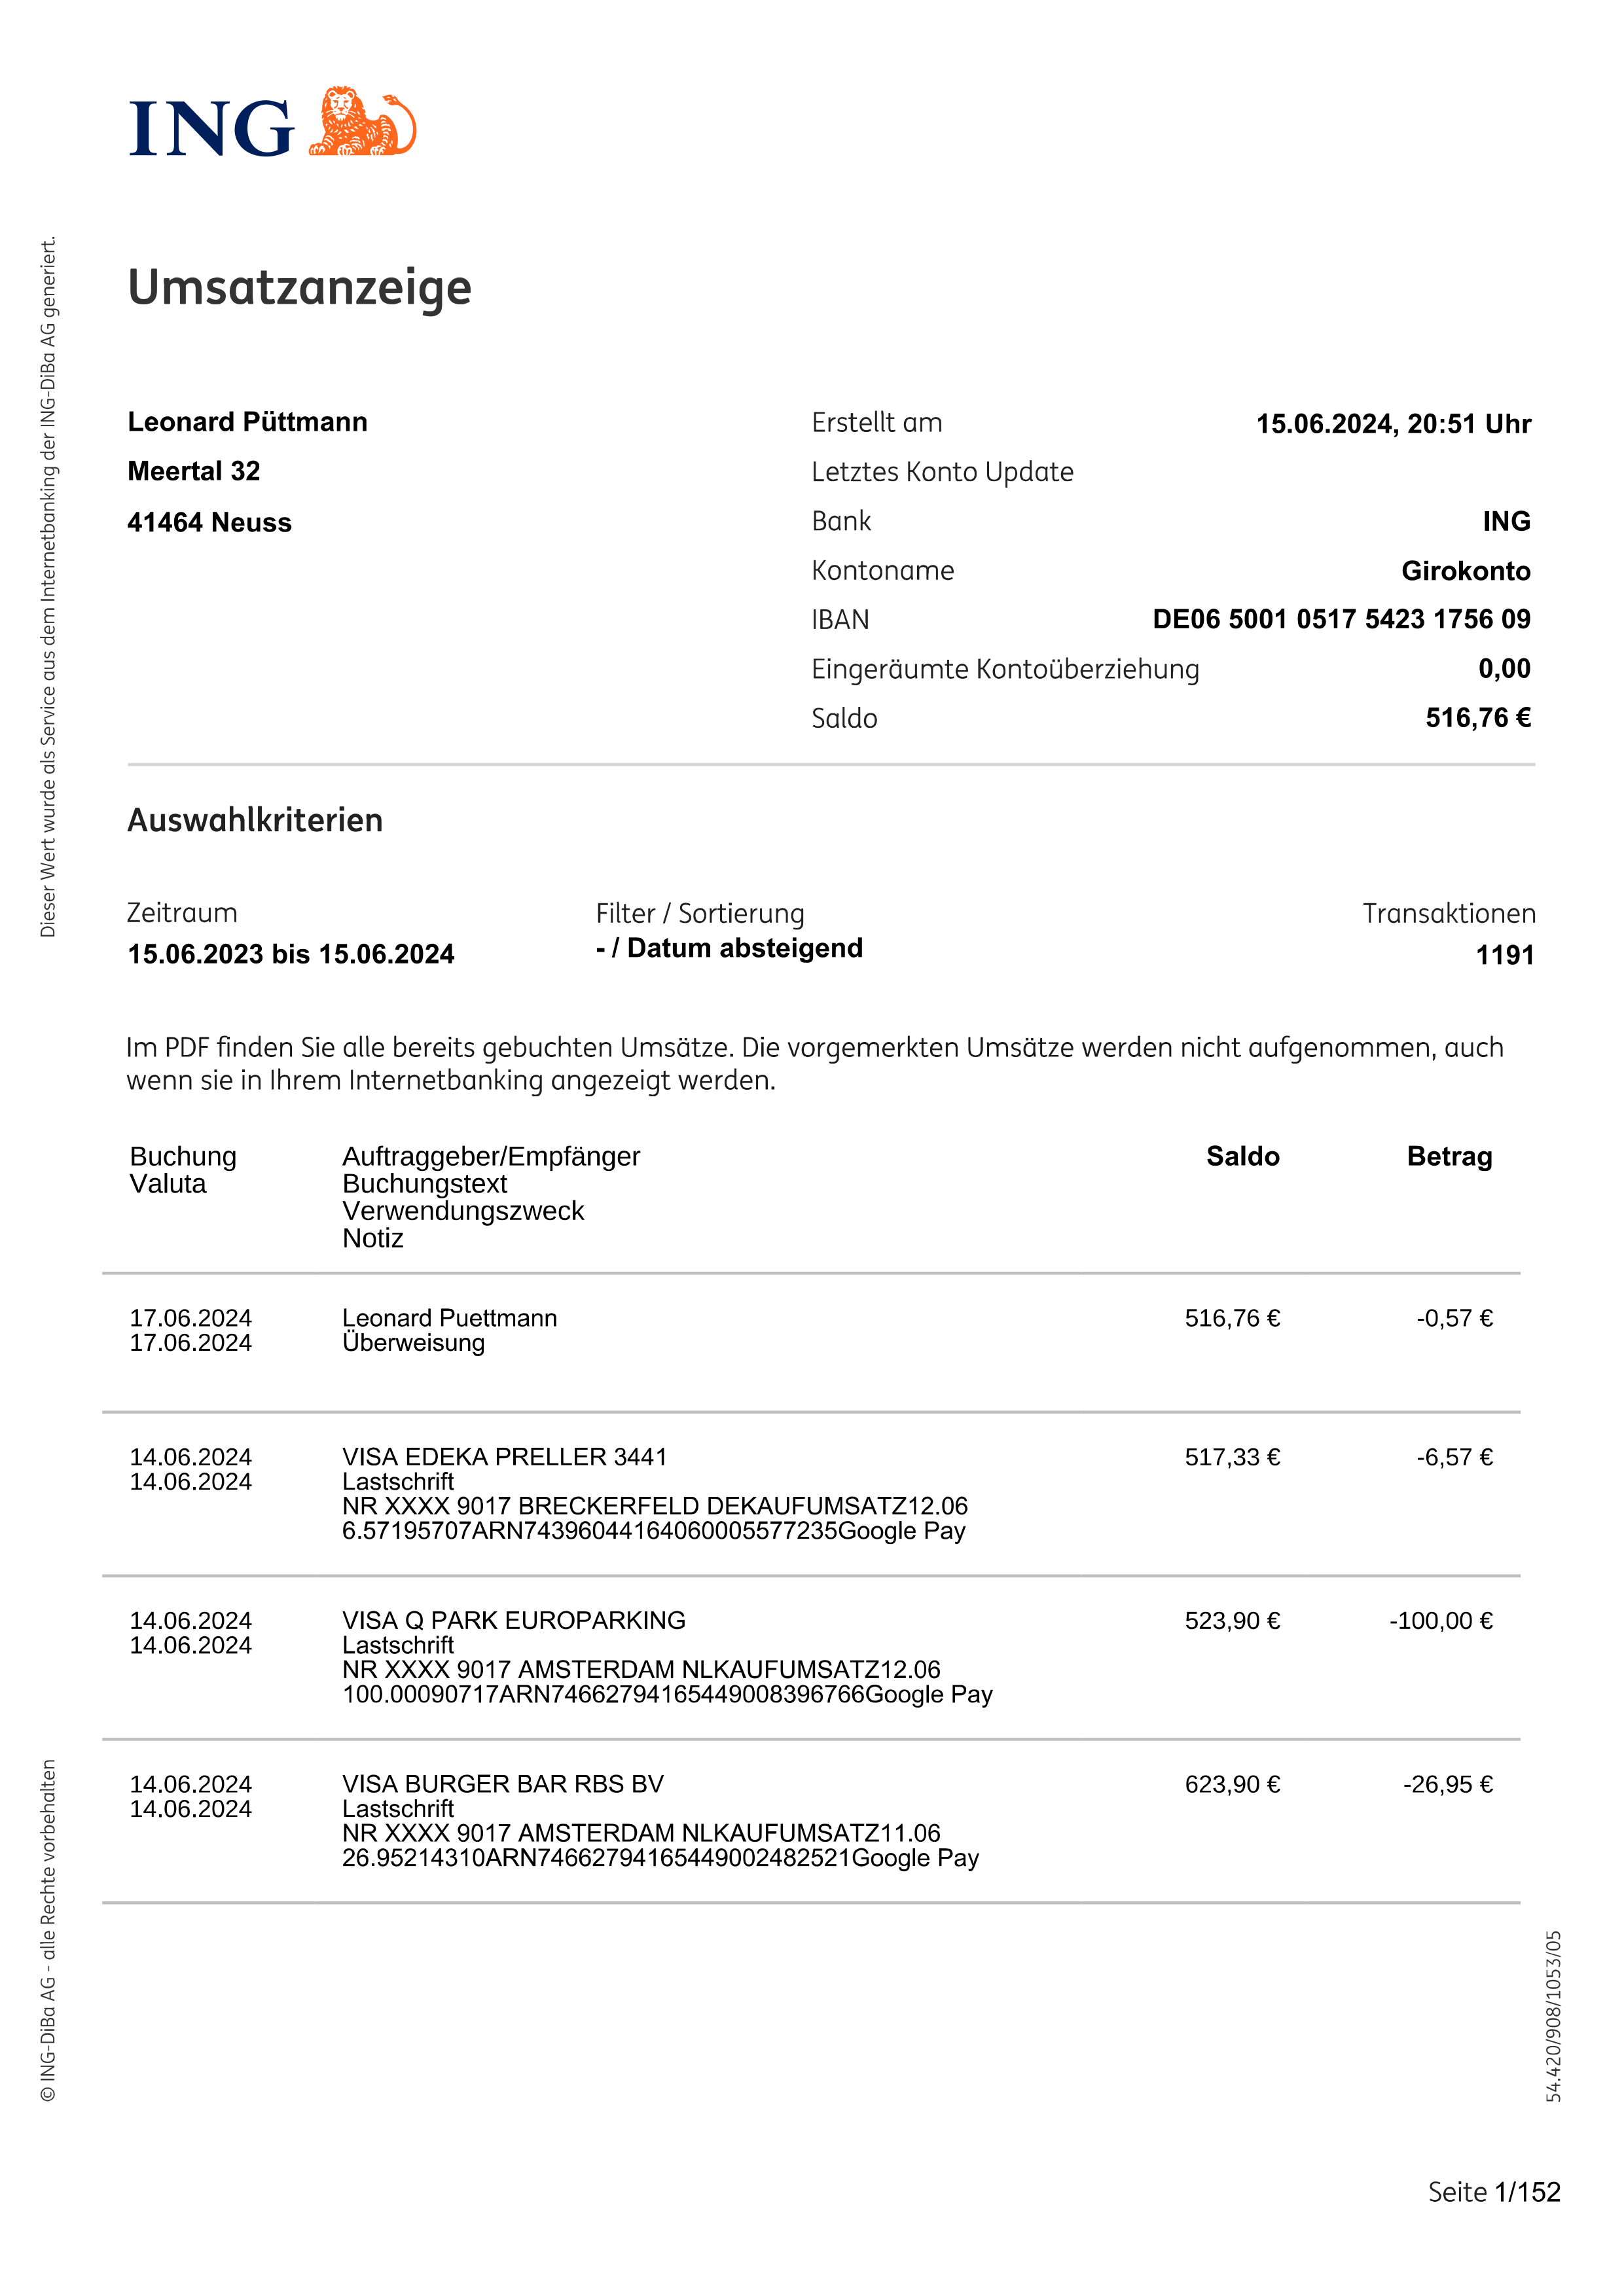 ING
Umsatzanzeige
Leonard Püttmann
Meertal 32
41464 Neuss
Erstellt am 15.06.2024, 20:51 Uhr
Letztes Konto Update
Bank ING
Kontoname Girokonto
IBAN DE06 5001 0517 5423 1756 09
Eingeräumte Kontoüberziehung 0,00
Saldo 516,76 €
Auswahlkriterien
Zeitraum Filter / Sortierung Transaktionen
15.06.2023 bis 15.06.2024 - / Datum absteigend 1191
Im PDF finden Sie alle bereits gebuchten Umsätze. Die vorgemerkten Umsätze werden nicht aufgenommen, auch
wenn sie in Ihrem Internetbanking angezeigt werden.
Buchung Auftraggeber/Empfänger Saldo Betrag
Valuta Buchungstext
Verwendungszweck
Notiz
17.06.2024 Leonard Puettmann 516,76 € -0,57 €
17.06.2024 Überweisung
14.06.2024 VISA EDEKA PRELLER 3441 517,33 € -6,57 €
14.06.2024 Lastschrift
NR XXXX 9017 BRECKERFELD DEKAUFUMSATZ12.06
6.57195707ARN74396044164060005577235Google Pay
14.06.2024 VISA Q PARK EUROPARKING 523,90 € -100,00 €
14.06.2024 Lastschrift
NR XXXX 9017 AMSTERDAM NLKAUFUMSATZ12.06
100.00090717ARN74662794165449008396766Google Pay
14.06.2024 VISA BURGER BAR RBS BV 623,90 € -26,95 €
14.06.2024 Lastschrift
NR XXXX 9017 AMSTERDAM NLKAUFUMSATZ11.06
26.95214310ARN74662794165449002482521Google Pay
Seite 1/152
Dieser Wert wurde als Service aus dem Internetbanking der ING-DiBa AG generiert.
© ING-DiBa AG - alle Rechte vorbehalten
54.420/908/1053/05